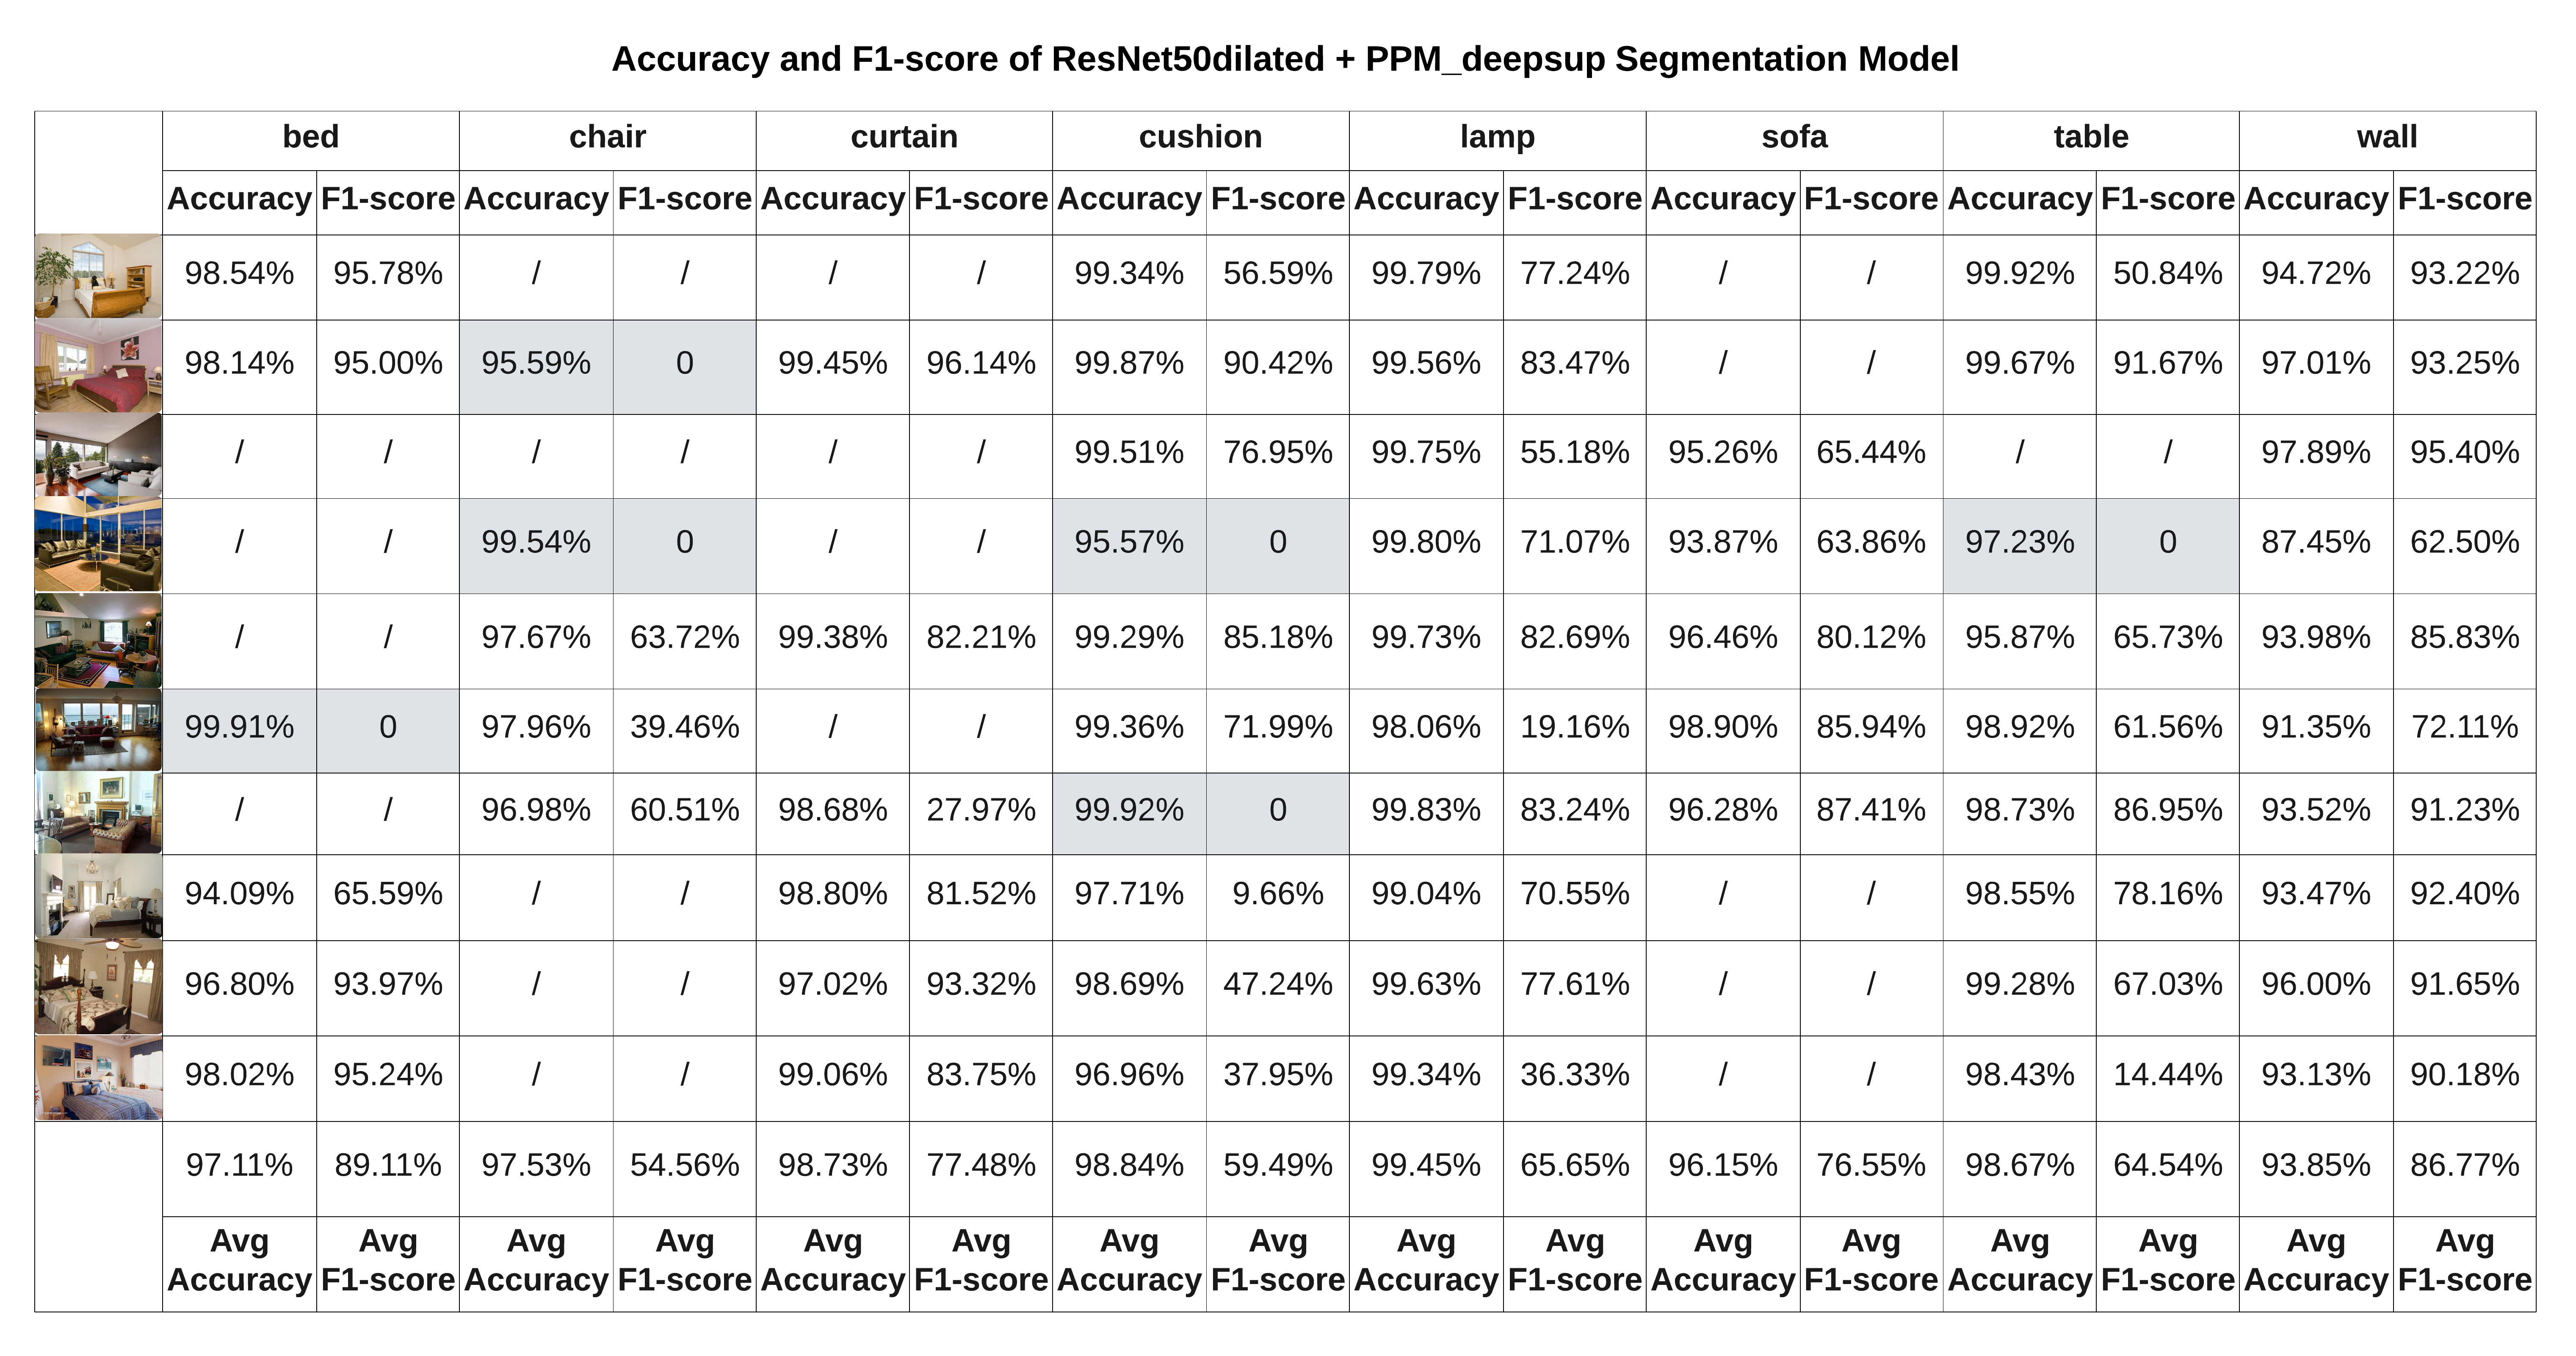 Accuracy and F1-score of ResNet50dilated + PPM_deepsup Segmentation Model
bed chair curtain cushion lamp sofa table wall
Accuracy F1-score Accuracy F1-score Accuracy F1-score Accuracy F1-score Accuracy F1-score Accuracy F1-score Accuracy F1-score Accuracy F1-score
98.54% 95.78% / / / / 99.34% 56.59% 99.79% 77.24% / / 99.92% 50.84% 94.72% 93.22%
98.14% 95.00% 95.59% 0 99.45% 96.14% 99.87% 90.42% 99.56% 83.47% / / 99.67% 91.67% 97.01% 93.25%
/ / / / / / 99.51% 76.95% 99.75% 55.18% 95.26% 65.44% / / 97.89% 95.40%
/ / 99.54% 0 / / 95.57% 0 99.80% 71.07% 93.87% 63.86% 97.23% 0 87.45% 62.50%
/ / 97.67% 63.72% 99.38% 82.21% 99.29% 85.18% 99.73% 82.69% 96.46% 80.12% 95.87% 65.73% 93.98% 85.83%
99.91% 0 97.96% 39.46% / / 99.36% 71.99% 98.06% 19.16% 98.90% 85.94% 98.92% 61.56% 91.35% 72.11%
/ / 96.98% 60.51% 98.68% 27.97% 99.92% 0 99.83% 83.24% 96.28% 87.41% 98.73% 86.95% 93.52% 91.23%
94.09% 65.59% / / 98.80% 81.52% 97.71% 9.66% 99.04% 70.55% / / 98.55% 78.16% 93.47% 92.40%
96.80% 93.97% / / 97.02% 93.32% 98.69% 47.24% 99.63% 77.61% / / 99.28% 67.03% 96.00% 91.65%
98.02% 95.24% / / 99.06% 83.75% 96.96% 37.95% 99.34% 36.33% / / 98.43% 14.44% 93.13% 90.18%
97.11% 89.11% 97.53% 54.56% 98.73% 77.48% 98.84% 59.49% 99.45% 65.65% 96.15% 76.55% 98.67% 64.54% 93.85% 86.77%
Avg Avg Avg Avg Avg Avg Avg Avg Avg Avg Avg Avg Avg Avg Avg Avg
Accuracy F1-score Accuracy F1-score Accuracy F1-score Accuracy F1-score Accuracy F1-score Accuracy F1-score Accuracy F1-score Accuracy F1-score